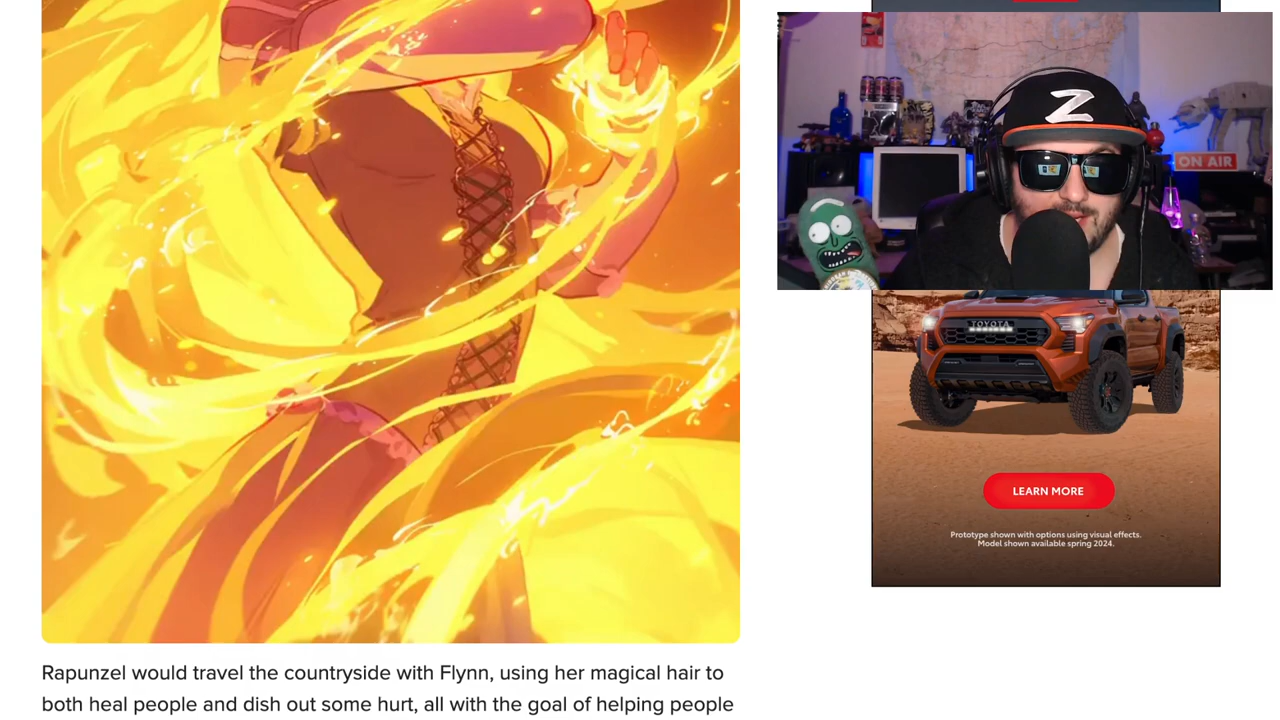 Z
ON AIR
TOYOTA
LEARN MORE
Prototype shown with options using visual effects.
Model shown available spring 2024.
Rapunzel would travel the countryside with Flynn, using her magical hair to
both heal people and dish out some hurt, all with the goal of helping people